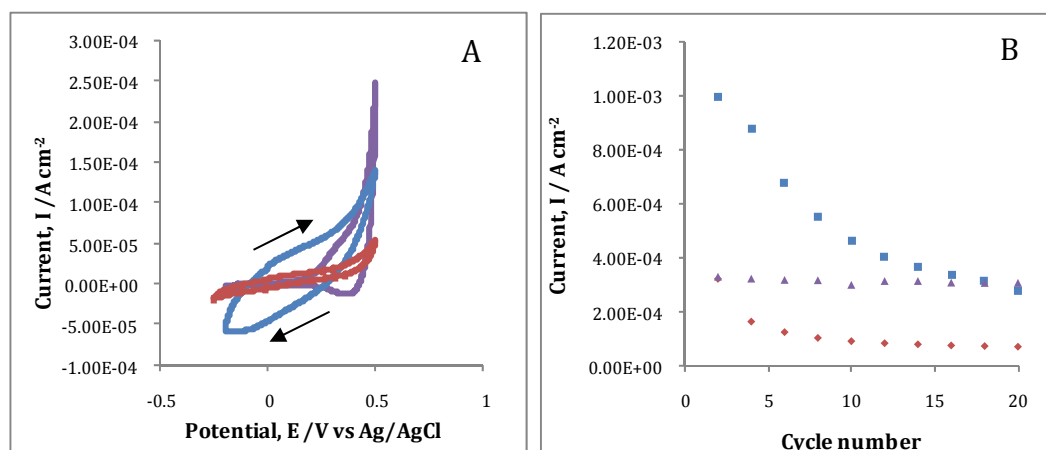 A
3.00E-04
2.50E-04
2.00E-04
1.50E-04
1.00E-04
5.00E-05
0.00E+00
-5.00E-05
-1.00E-04
-0.5 0 0.5 1
Current, I /A cm-2
Potential, E /V vs Ag/AgCl
B
1.20E-03
1.00E-03
8.00E-04
6.00E-04
4.00E-04
2.00E-04
0.00E+00
0 5 10 15 20
Current, I / A cm-2
Cycle number